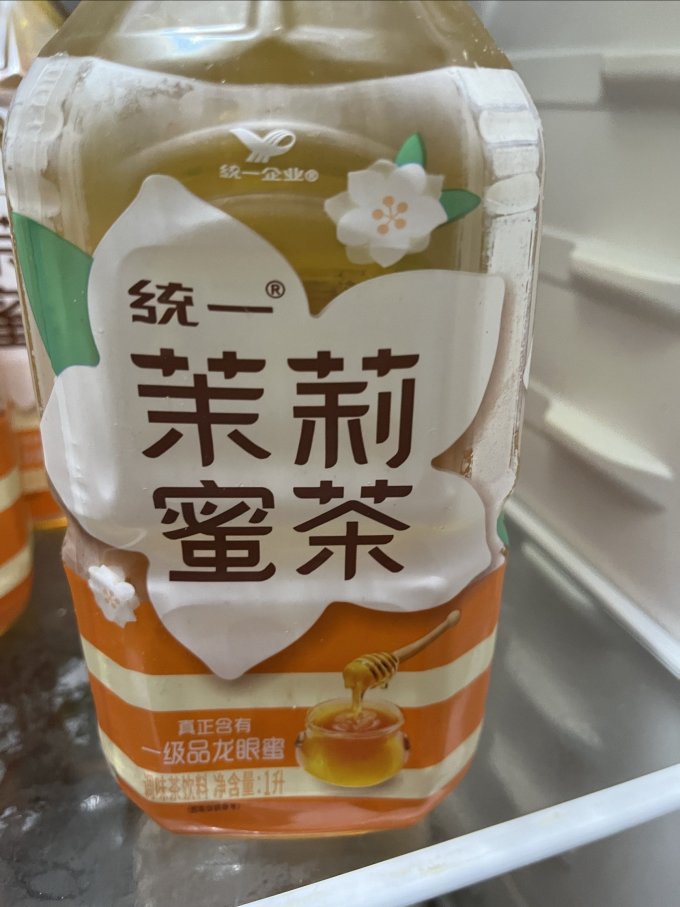 统一企业®
统一®
茉莉
蜜茶
真正含有
一级品龙眼蜜
调味茶饮料 净含量:1升